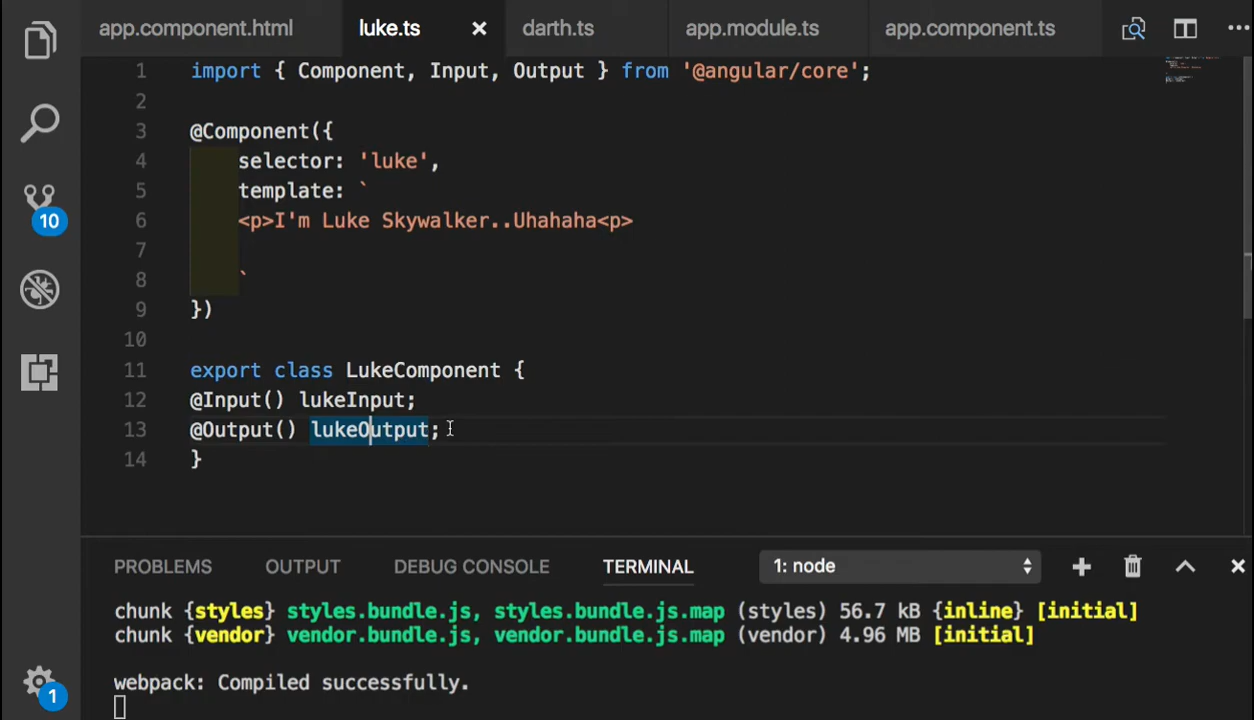 app.component.html luke.ts × darth.ts app.module.ts app.component.ts ...
1 import { Component, Input, Output } from '@angular/core';
2
3 @Component({
4 selector: 'luke',
5 template: `
6 <p>I'm Luke Skywalker..Uhahaha<p>
7
8 `
9 })
10
11 export class LukeComponent {
12 @Input() lukeInput;
13 @Output() lukeOutput;
14 }
10
1
PROBLEMS OUTPUT DEBUG CONSOLE TERMINAL 1: node
chunk {styles} styles.bundle.js, styles.bundle.js.map (styles) 56.7 kB {inline} [initial]
chunk {vendor} vendor.bundle.js, vendor.bundle.js.map (vendor) 4.96 MB [initial]
webpack: Compiled successfully.